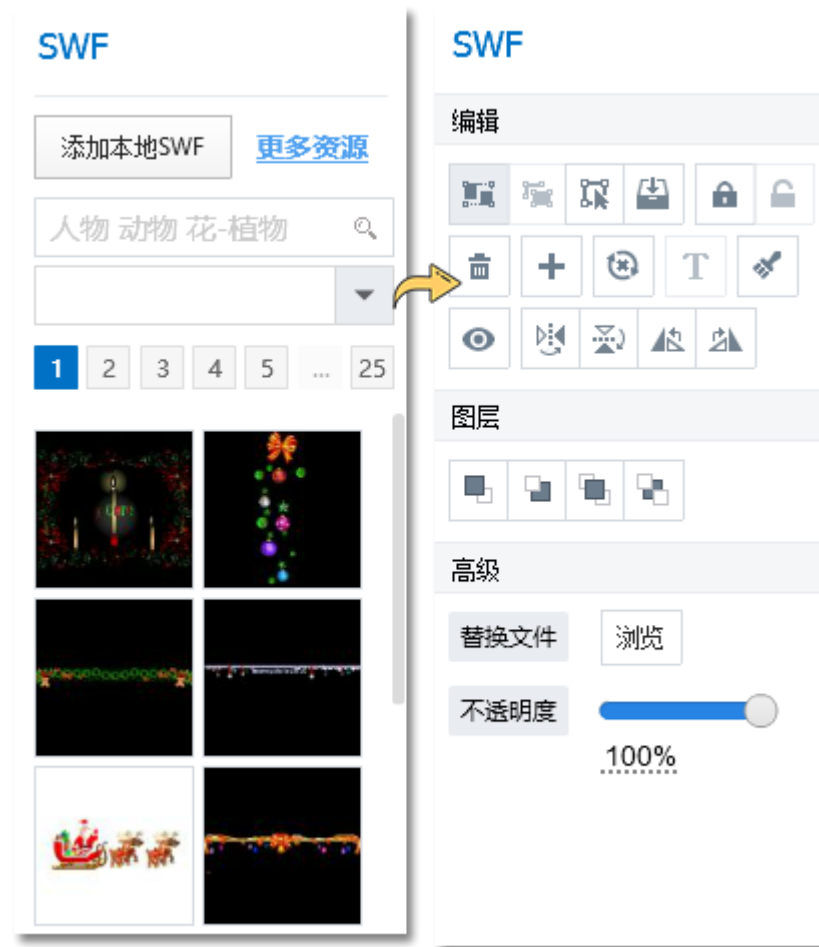 SWF
添加本地SWF 更多资源
人物 动物 花-植物
1 2 3 4 5 ... 25
SWF
编辑
T
图层
高级
替换文件 浏览
不透明度
100%